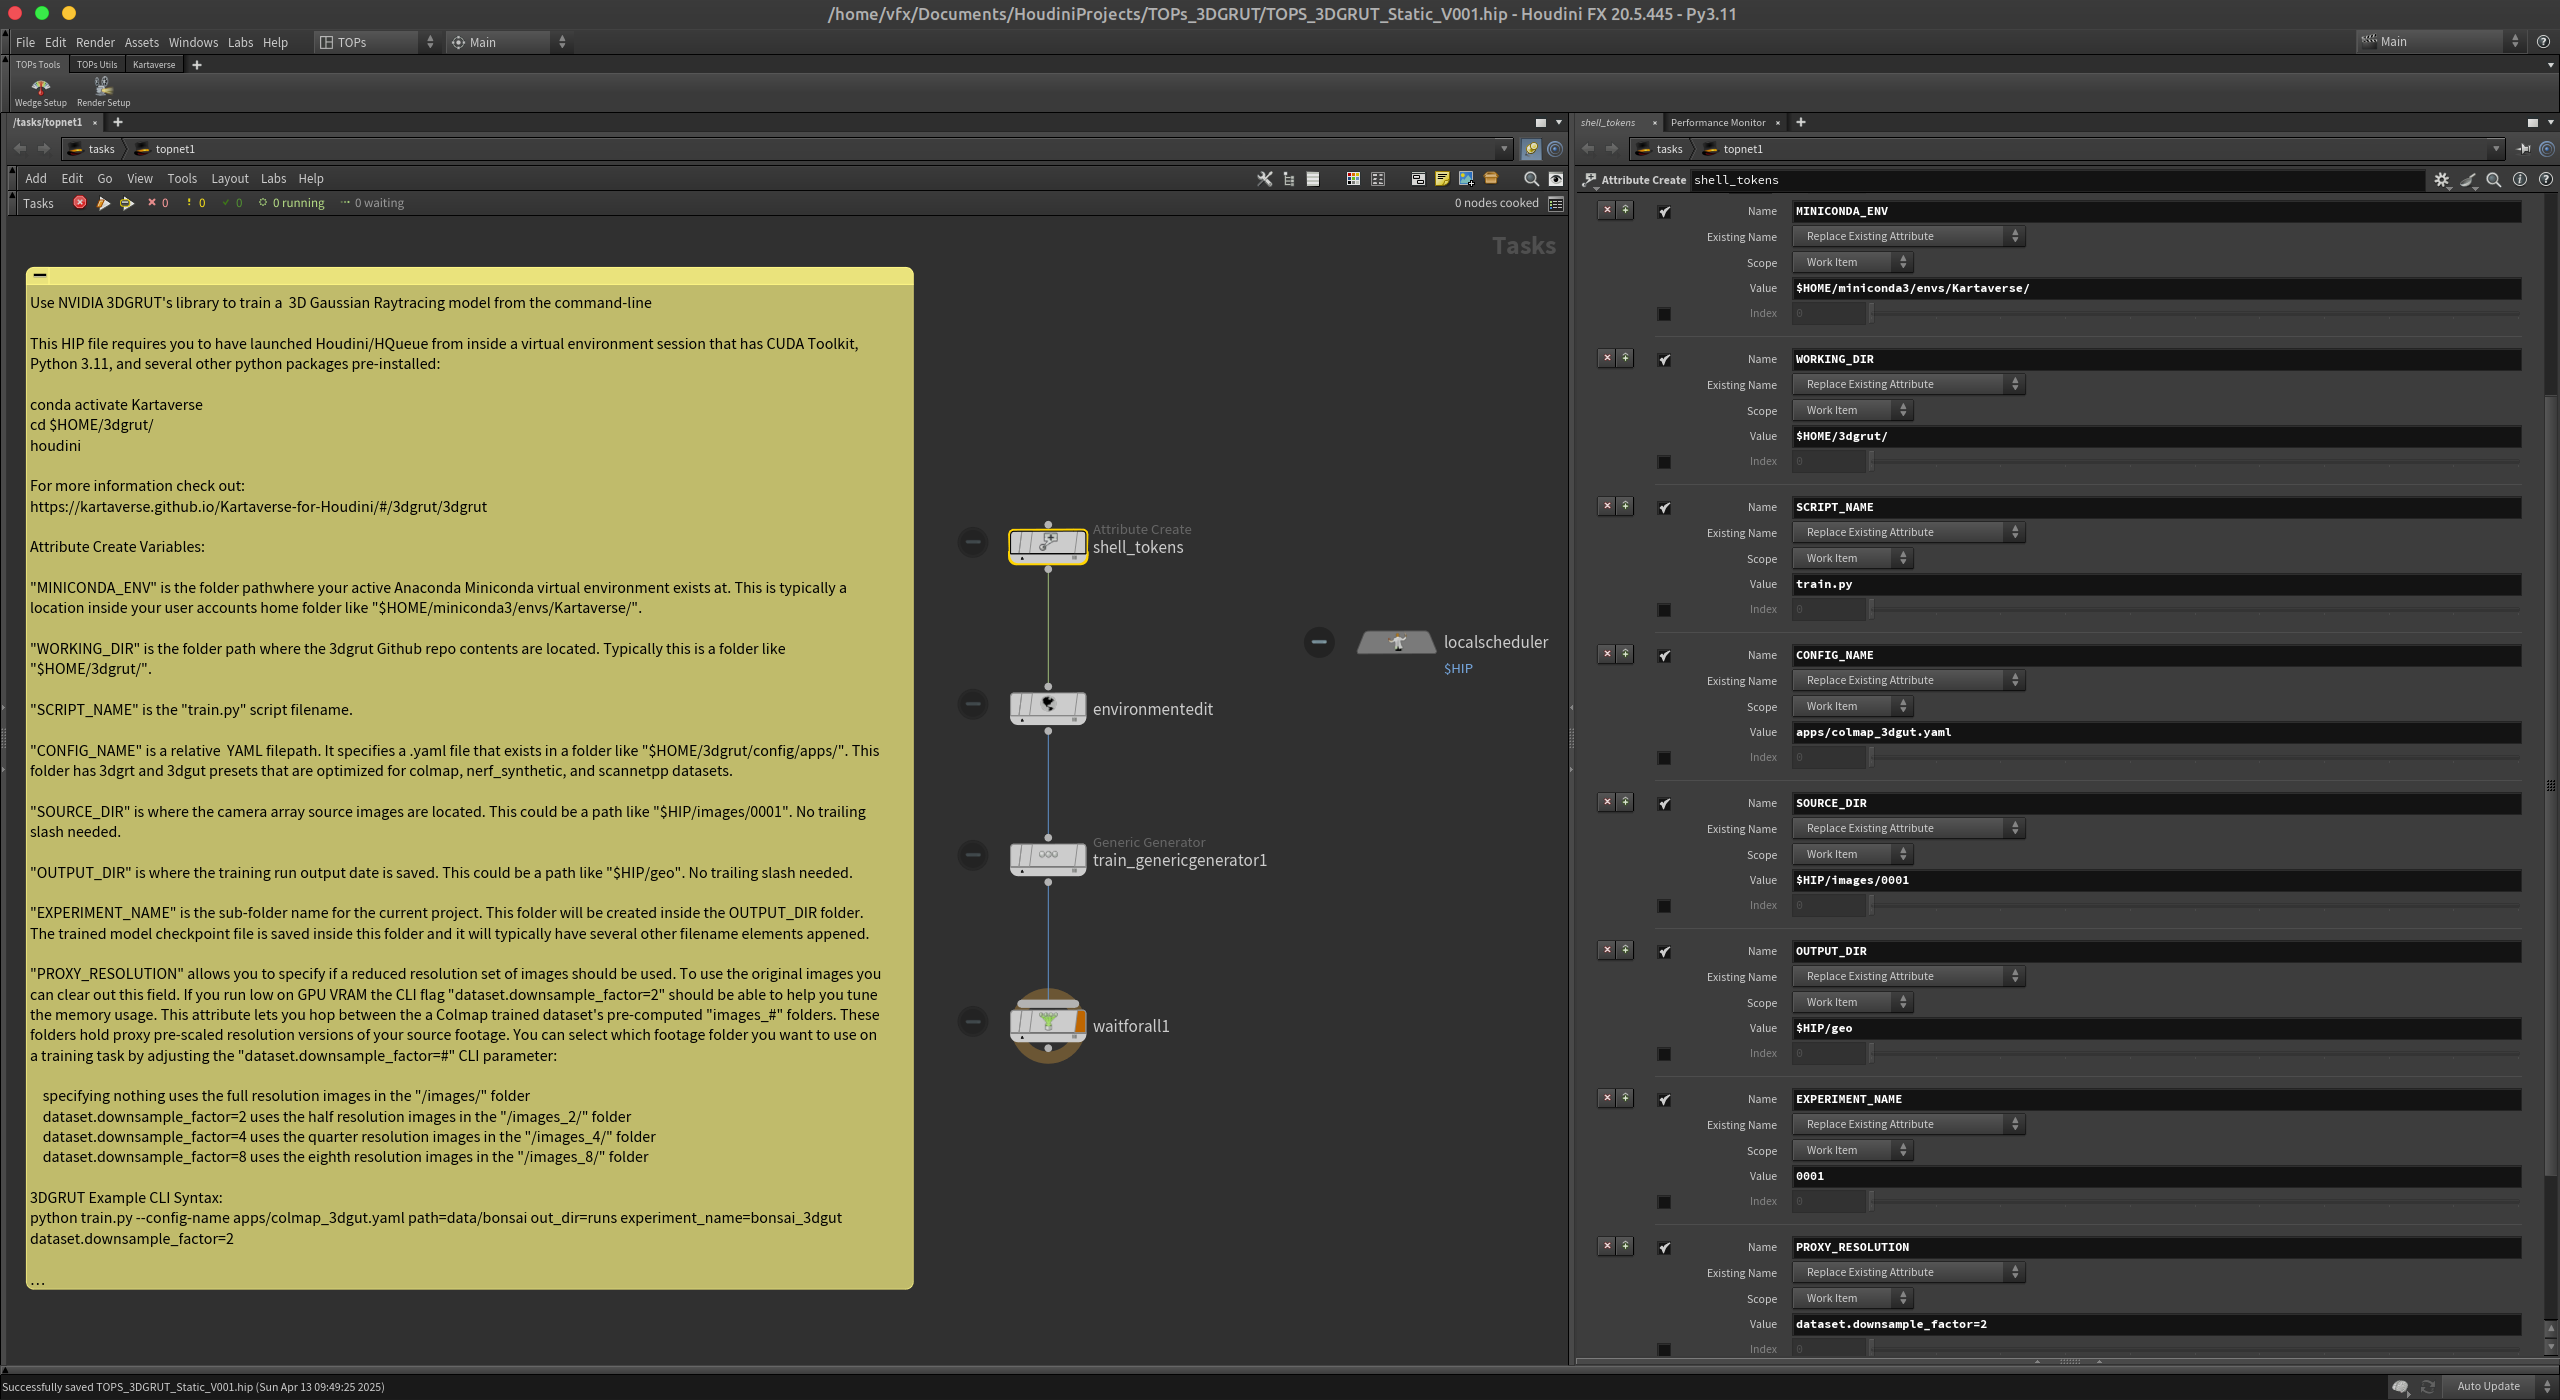 /home/vfx/Documents/HoudiniProjects/TOPs_3DGRUT/TOPS_3DGRUT_Static_V001.hip - Houdini FX 20.5.445 - Py3.11
File Edit Render Assets Windows Labs Help TOPs Main Main
TOPs Tools TOPs Utils Kartaverse
Wedge Setup Render Setup
/tasks/topnet1
tasks topnet1
Add Edit Go View Tools Layout Labs Help
Tasks 0 0 0 0 running 0 waiting 0 nodes cooked
Tasks
Use NVIDIA 3DGRUT's library to train a  3D Gaussian Raytracing model from the command-line
This HIP file requires you to have launched Houdini/HQueue from inside a virtual environment session that has CUDA Toolkit,
Python 3.11, and several other python packages pre-installed:
conda activate Kartaverse
cd $HOME/3dgrut/
houdini
For more information check out:
https://kartaverse.github.io/Kartaverse-for-Houdini/#/3dgrut/3dgrut
Attribute Create Variables:
"MINICONDA_ENV" is the folder pathwhere your active Anaconda Miniconda virtual environment exists at. This is typically a
location inside your user accounts home folder like "$HOME/miniconda3/envs/Kartaverse/".
"WORKING_DIR" is the folder path where the 3dgrut Github repo contents are located. Typically this is a folder like
"$HOME/3dgrut/".
"SCRIPT_NAME" is the "train.py" script filename.
"CONFIG_NAME" is a relative  YAML filepath. It specifies a .yaml file that exists in a folder like "$HOME/3dgrut/config/apps/". This
folder has 3dgrt and 3dgut presets that are optimized for colmap, nerf_synthetic, and scannetpp datasets.
"SOURCE_DIR" is where the camera array source images are located. This could be a path like "$HIP/images/0001". No trailing
slash needed.
"OUTPUT_DIR" is where the training run output date is saved. This could be a path like "$HIP/geo". No trailing slash needed.
"EXPERIMENT_NAME" is the sub-folder name for the current project. This folder will be created inside the OUTPUT_DIR folder.
The trained model checkpoint file is saved inside this folder and it will typically have several other filename elements appened.
"PROXY_RESOLUTION" allows you to specify if a reduced resolution set of images should be used. To use the original images you
can clear out this field. If you run low on GPU VRAM the CLI flag "dataset.downsample_factor=2" should be able to help you tune
the memory usage. This attribute lets you hop between the a Colmap trained dataset's pre-computed "images_#" folders. These
folders hold proxy pre-scaled resolution versions of your source footage. You can select which footage folder you want to use on
a training task by adjusting the "dataset.downsample_factor=#" CLI parameter:
specifying nothing uses the full resolution images in the "/images/" folder
dataset.downsample_factor=2 uses the half resolution images in the "/images_2/" folder
dataset.downsample_factor=4 uses the quarter resolution images in the "/images_4/" folder
dataset.downsample_factor=8 uses the eighth resolution images in the "/images_8/" folder
3DGRUT Example CLI Syntax:
python train.py --config-name apps/colmap_3dgut.yaml path=data/bonsai out_dir=runs experiment_name=bonsai_3dgut
dataset.downsample_factor=2
...
Attribute Create
shell_tokens
localscheduler
$HIP
environmentedit
Generic Generator
train_genericgenerator1
waitforall1
shell_tokens Performance Monitor
tasks topnet1
Attribute Create shell_tokens
Name MINICONDA_ENV
Existing Name Replace Existing Attribute
Scope Work Item
Value $HOME/miniconda3/envs/Kartaverse/
Index 0
Name WORKING_DIR
Existing Name Replace Existing Attribute
Scope Work Item
Value $HOME/3dgrut/
Index 0
Name SCRIPT_NAME
Existing Name Replace Existing Attribute
Scope Work Item
Value train.py
Index 0
Name CONFIG_NAME
Existing Name Replace Existing Attribute
Scope Work Item
Value apps/colmap_3dgut.yaml
Index 0
Name SOURCE_DIR
Existing Name Replace Existing Attribute
Scope Work Item
Value $HIP/images/0001
Index 0
Name OUTPUT_DIR
Existing Name Replace Existing Attribute
Scope Work Item
Value $HIP/geo
Index 0
Name EXPERIMENT_NAME
Existing Name Replace Existing Attribute
Scope Work Item
Value 0001
Index 0
Name PROXY_RESOLUTION
Existing Name Replace Existing Attribute
Scope Work Item
Value dataset.downsample_factor=2
Index 0
Successfully saved TOPS_3DGRUT_Static_V001.hip (Sun Apr 13 09:49:25 2025)
Auto Update